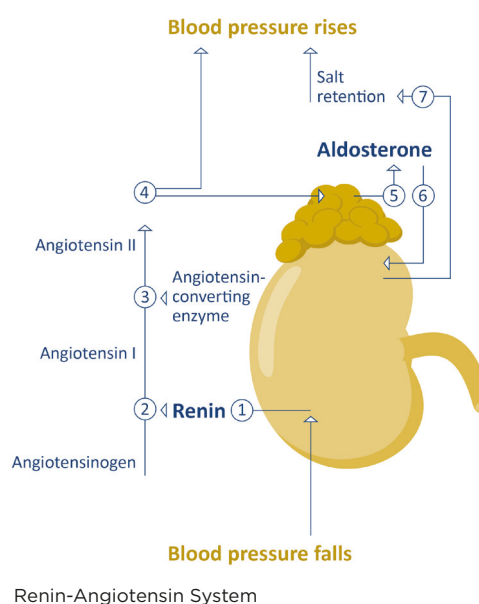 Blood pressure rises
Salt
retention
7
Aldosterone
4
5
6
Angiotensin II
3
Angiotensin-
converting
enzyme
Angiotensin I
2
Renin
1
Angiotensinogen
Blood pressure falls
Renin-Angiotensin System